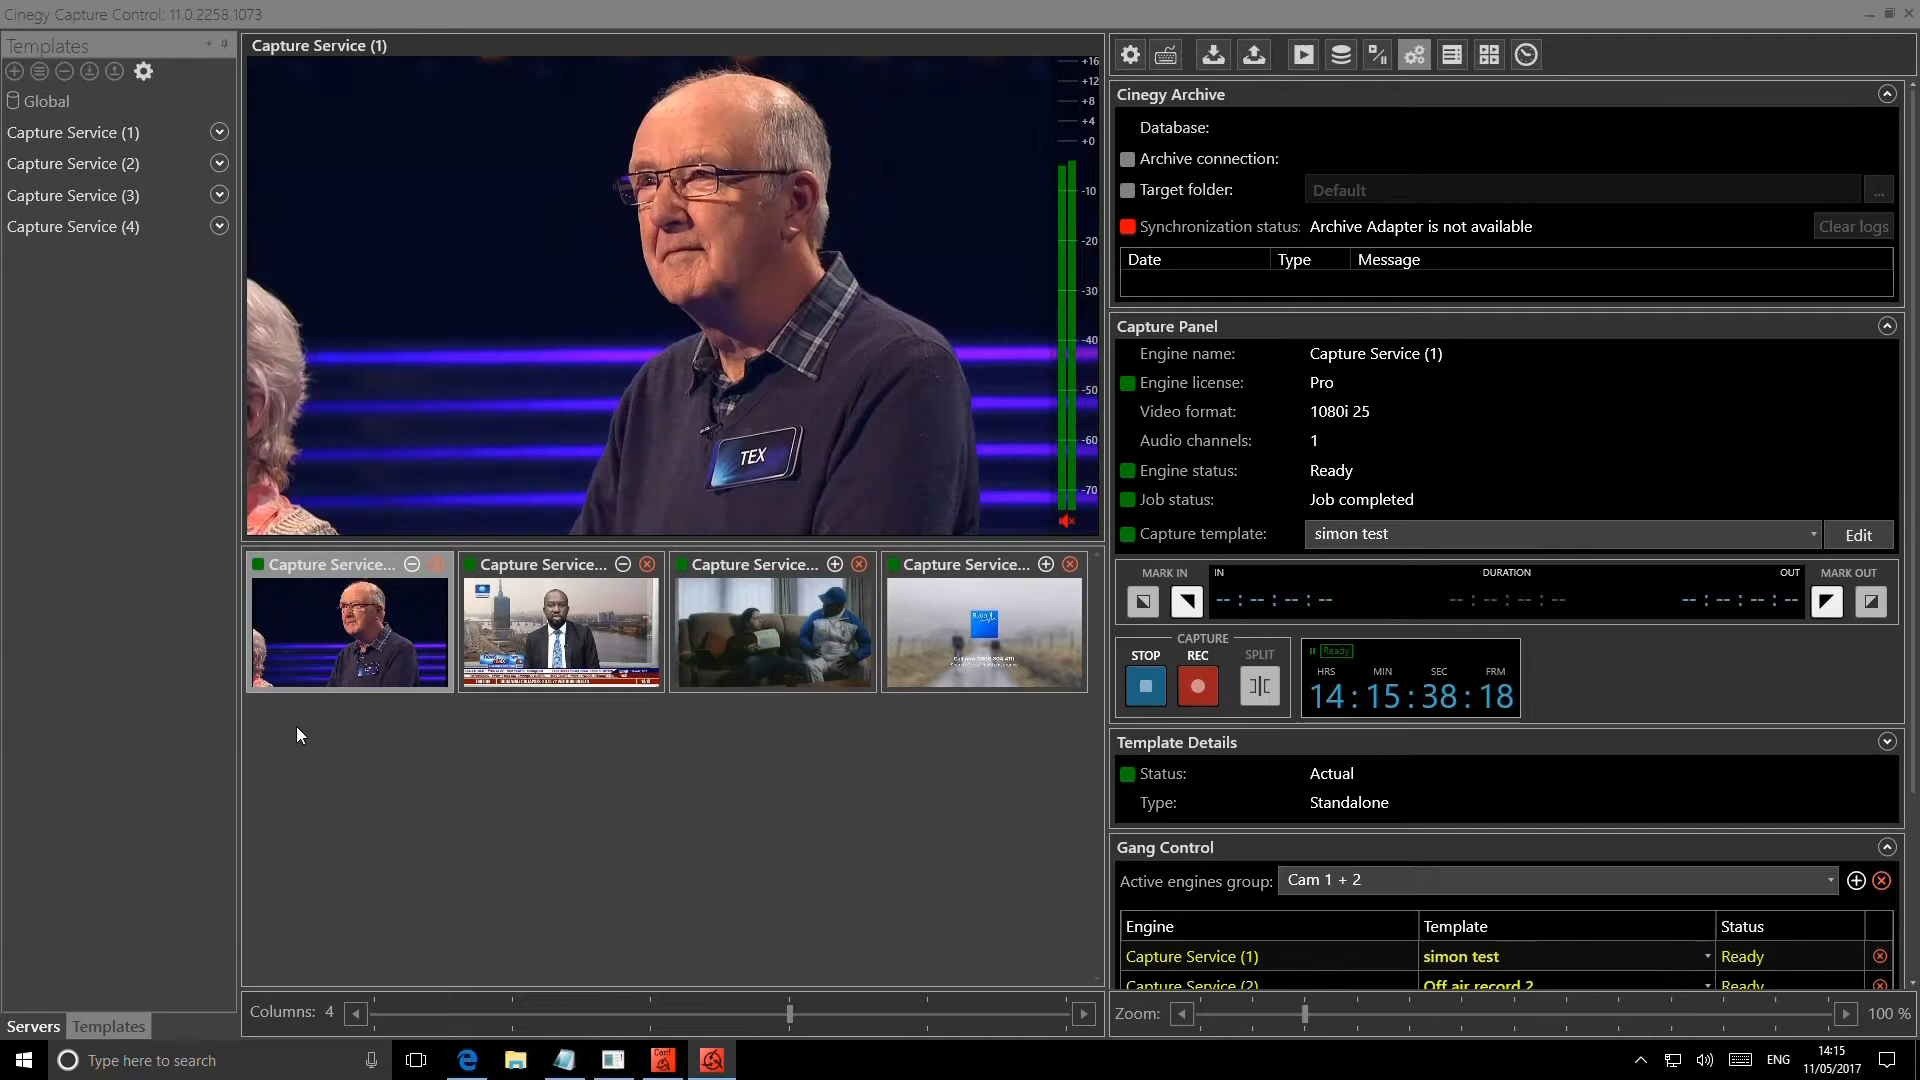 Cinegy Capture Control: 11.0.2258.1073
Templates
Global
Capture Service (1)
Capture Service (2)
Capture Service (3)
Capture Service (4)
Servers
Templates
Capture Service (1)
TEX
+16
+12
+8
+4
+0
-10
-20
-30
-40
-50
-60
-70
Capture Service...
Capture Service...
Capture Service...
Capture Service...
Columns: 4
Cinegy Archive
Database:
Archive connection:
Target folder: Default ...
Synchronization status: Archive Adapter is not available Clear logs
Date Type Message
Capture Panel
Engine name: Capture Service (1)
Engine license: Pro
Video format: 1080i 25
Audio channels: 1
Engine status: Ready
Job status: Job completed
Capture template: simon test Edit
MARK IN IN DURATION OUT MARK OUT
-- : -- : -- : -- -- : -- : -- : -- -- : -- : -- : --
CAPTURE
STOP REC SPLIT
Ready
HRS MIN SEC FRM
14 : 15 : 38 : 18
Template Details
Status: Actual
Type: Standalone
Gang Control
Active engines group: Cam 1 + 2
Engine Template Status
Capture Service (1) simon test Ready
Capture Service (2) Off air record 2 Ready
Zoom: 100 %
Type here to search
Conf
ENG
14:15
11/05/2017